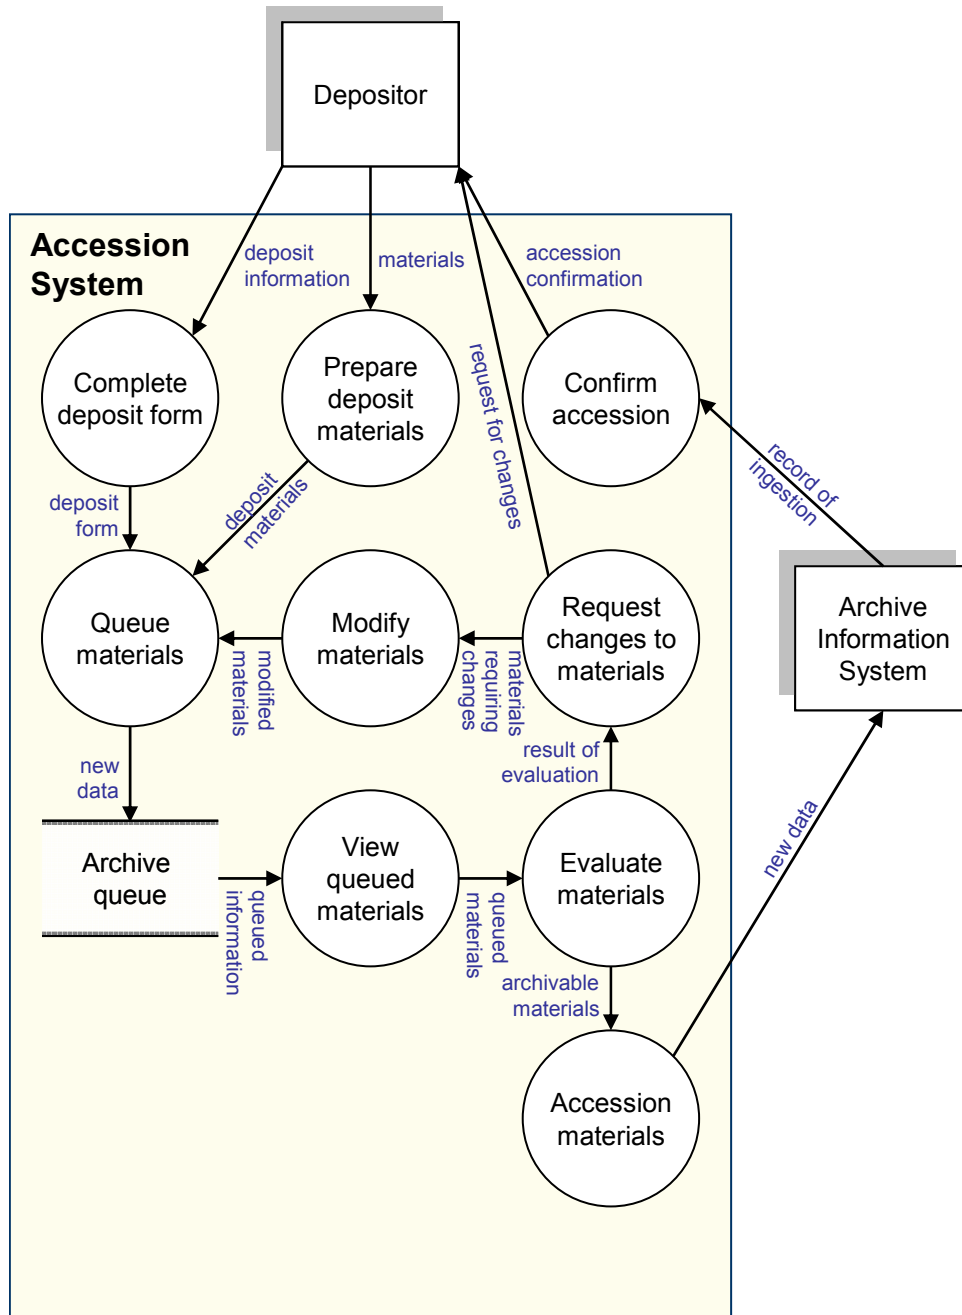 Depositor
Accession
System
deposit
information
materials
accession
confirmation
request for changes
Complete
deposit form
Prepare
deposit
materials
Confirm
accession
record of
ingestion
deposit
form
deposit
materials
Queue
materials
modified
materials
Modify
materials
materials
requiring
changes
Request
changes to
materials
Archive
Information
System
new
data
result of
evaluation
new data
Archive
queue
queued
information
View
queued
materials
queued
materials
Evaluate
materials
archivable
materials
Accession
materials